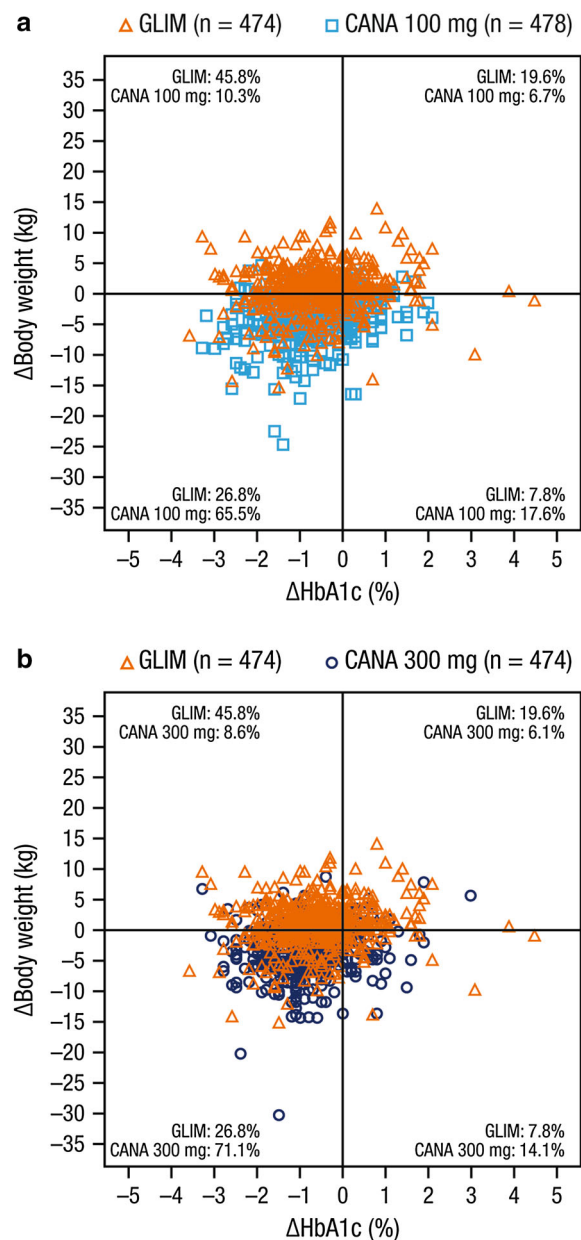 a
GLIM (n = 474) CANA 100 mg (n = 478)
GLIM: 45.8%
CANA 100 mg: 10.3%
GLIM: 19.6%
CANA 100 mg: 6.7%
35
30
25
20
15
10
5
0
−5
−10
−15
−20
−25
−30
−35
ΔBody weight (kg)
GLIM: 26.8%
CANA 100 mg: 65.5%
GLIM: 7.8%
CANA 100 mg: 17.6%
−5 −4 −3 −2 −1 0 1 2 3 4 5
ΔHbA1c (%)
b
GLIM (n = 474) CANA 300 mg (n = 474)
GLIM: 45.8%
CANA 300 mg: 8.6%
GLIM: 19.6%
CANA 300 mg: 6.1%
35
30
25
20
15
10
5
0
−5
−10
−15
−20
−25
−30
−35
ΔBody weight (kg)
GLIM: 26.8%
CANA 300 mg: 71.1%
GLIM: 7.8%
CANA 300 mg: 14.1%
−5 −4 −3 −2 −1 0 1 2 3 4 5
ΔHbA1c (%)